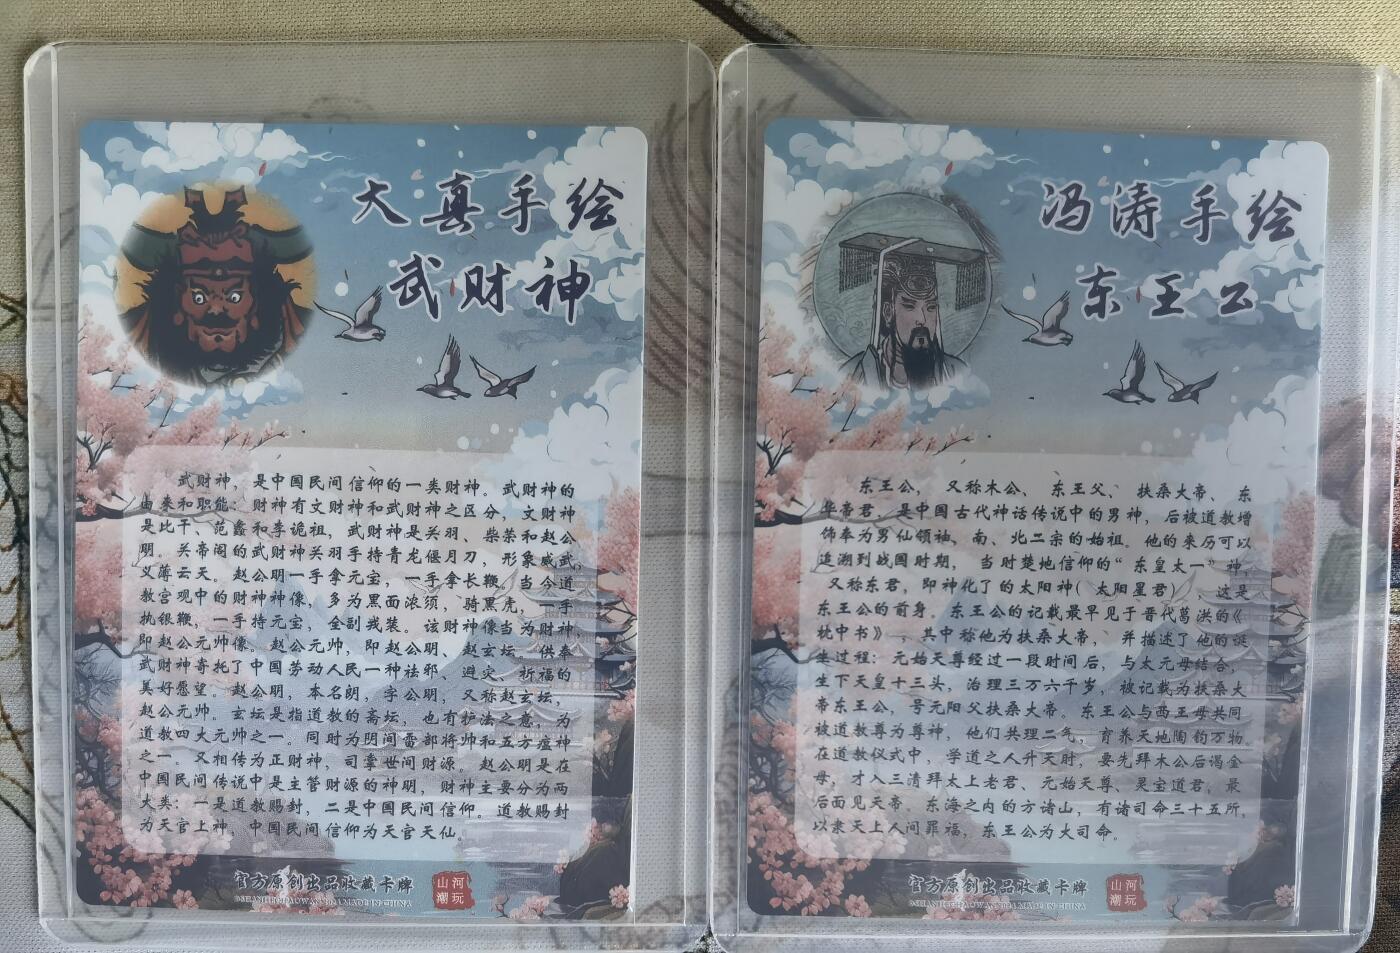 大真手绘
武财神
武财神，是中国民间信仰的一类财神。武财神的
由来和职能：财神有文财神和武财神之区分，文财神
是比干、范蠡和李诡祖，武财神是关羽、柴荣和赵公
明。关帝阁的武财神关羽手持青龙偃月刀，形象威武，
义薄云天。赵公明一手拿元宝，一手拿长鞭。当今道
教宫观中的财神神像，多为黑面浓须，骑黑虎，一手
执银鞭，一手持元宝，全副戎装。该财神像当为财神，
即赵公元帅像。赵公元帅，即赵公明、赵玄坛，供奉
武财神寄托了中国劳动人民一种祛邪、避灾、祈福的
美好愿望。赵公明，本名朗，字公明，又称赵玄坛，
赵公元帅。玄坛是指道教的斋坛，也有护法之意，为
道教四大元帅之一。同时为阴间雷部将帅和五方瘟神
之一。又相传为正财神，司掌世间财源。赵公明是在
中国民间传说中是主管财源的神明，财神主要分为两
大类：一是道教赐封，二是中国民间信仰。道教赐封
为天官上神，中国民间信仰为天官天仙。
官方原创出品收藏卡牌
山河
潮玩
冯涛手绘
东王公
东王公，又称木公、东王父、扶桑大帝、东
华帝君，是中国古代神话传说中的男神，后被道教增
饰奉为男仙领袖，南、北二宗的始祖。他的来历可以
追溯到战国时期，当时楚地信仰的“东皇太一”神，
又称东君，即神化了的太阳神（太阳星君），这是
东王公的前身。东王公的记载最早见于晋代葛洪的《
枕中书》，其中称他为扶桑大帝，并描述了他的诞
生过程：元始天尊经过一段时间后，与太元母结合，
生下天皇十三头，治理三万六千岁，被记载为扶桑大
帝东王公，号元阳父扶桑大帝。东王公与西王母共同
被道教尊为尊神，他们共理二气，育养天地陶钧万物。
在道教仪式中，学道之人升天时，要先拜木公后谒金
母，才入三清拜太上老君、元始天尊、灵宝道君，最
后面见天帝。东海之内的方诸山，有诸司命三十五所，
以录天上人间罪福，东王公为大司命。
官方原创出品收藏卡牌
山河
潮玩